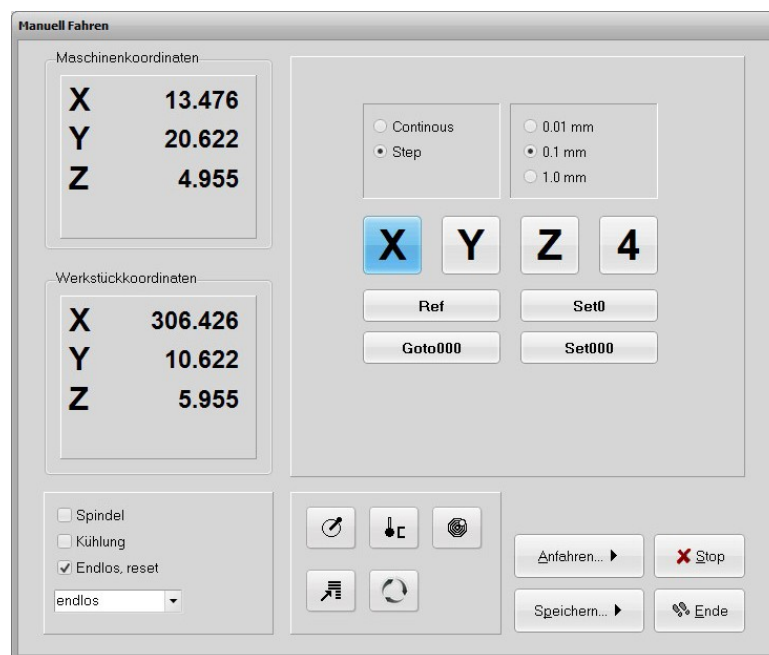 Manuell Fahren
Maschinenkoordinaten
X 13.476
Y 20.622
Z 4.955
Continous
Step
0.01 mm
0.1 mm
1.0 mm
X Y Z 4
Ref Set0
Goto000 Set000
Werkstückkoordinaten
X 306.426
Y 10.622
Z 5.955
Spindel
Kühlung
Endlos, reset
endlos
Anfahren...
Stop
Speichern...
Ende